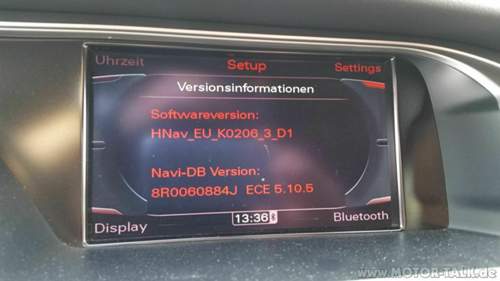 Uhrzeit Setup Settings
Versionsinformationen
Softwareversion:
HNav_EU_K0206_3_D1
Navi-DB Version:
8R0060884J ECE 5.10.5
Display 13:36 Bluetooth
www.MOTOR-TALK.de